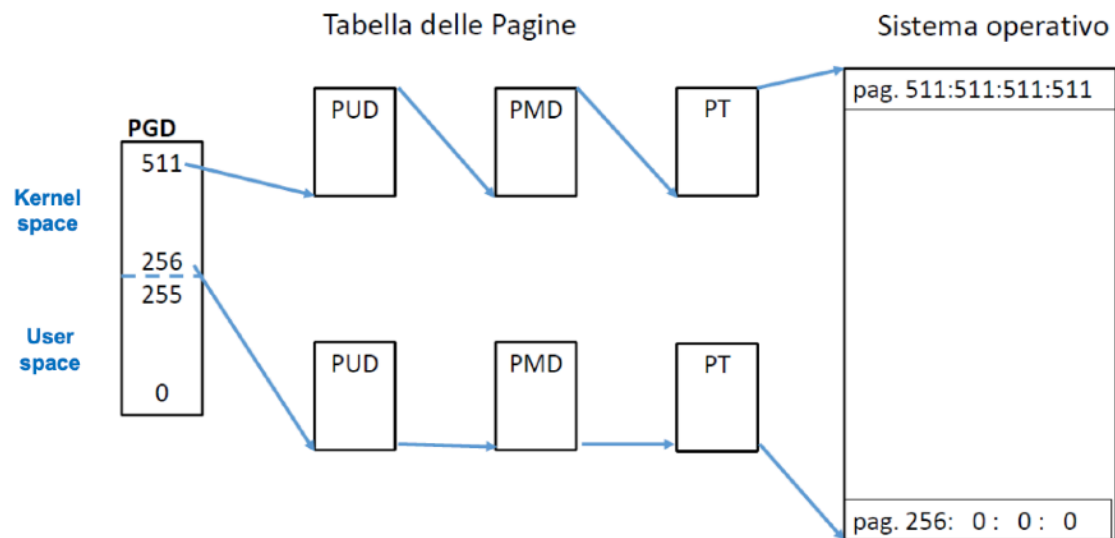 Tabella delle Pagine
Sistema operativo
pag. 511:511:511:511
PUD
PMD
PT
PGD
511
Kernel
space
256
255
User
space
0
PUD
PMD
PT
pag. 256: 0 : 0 : 0